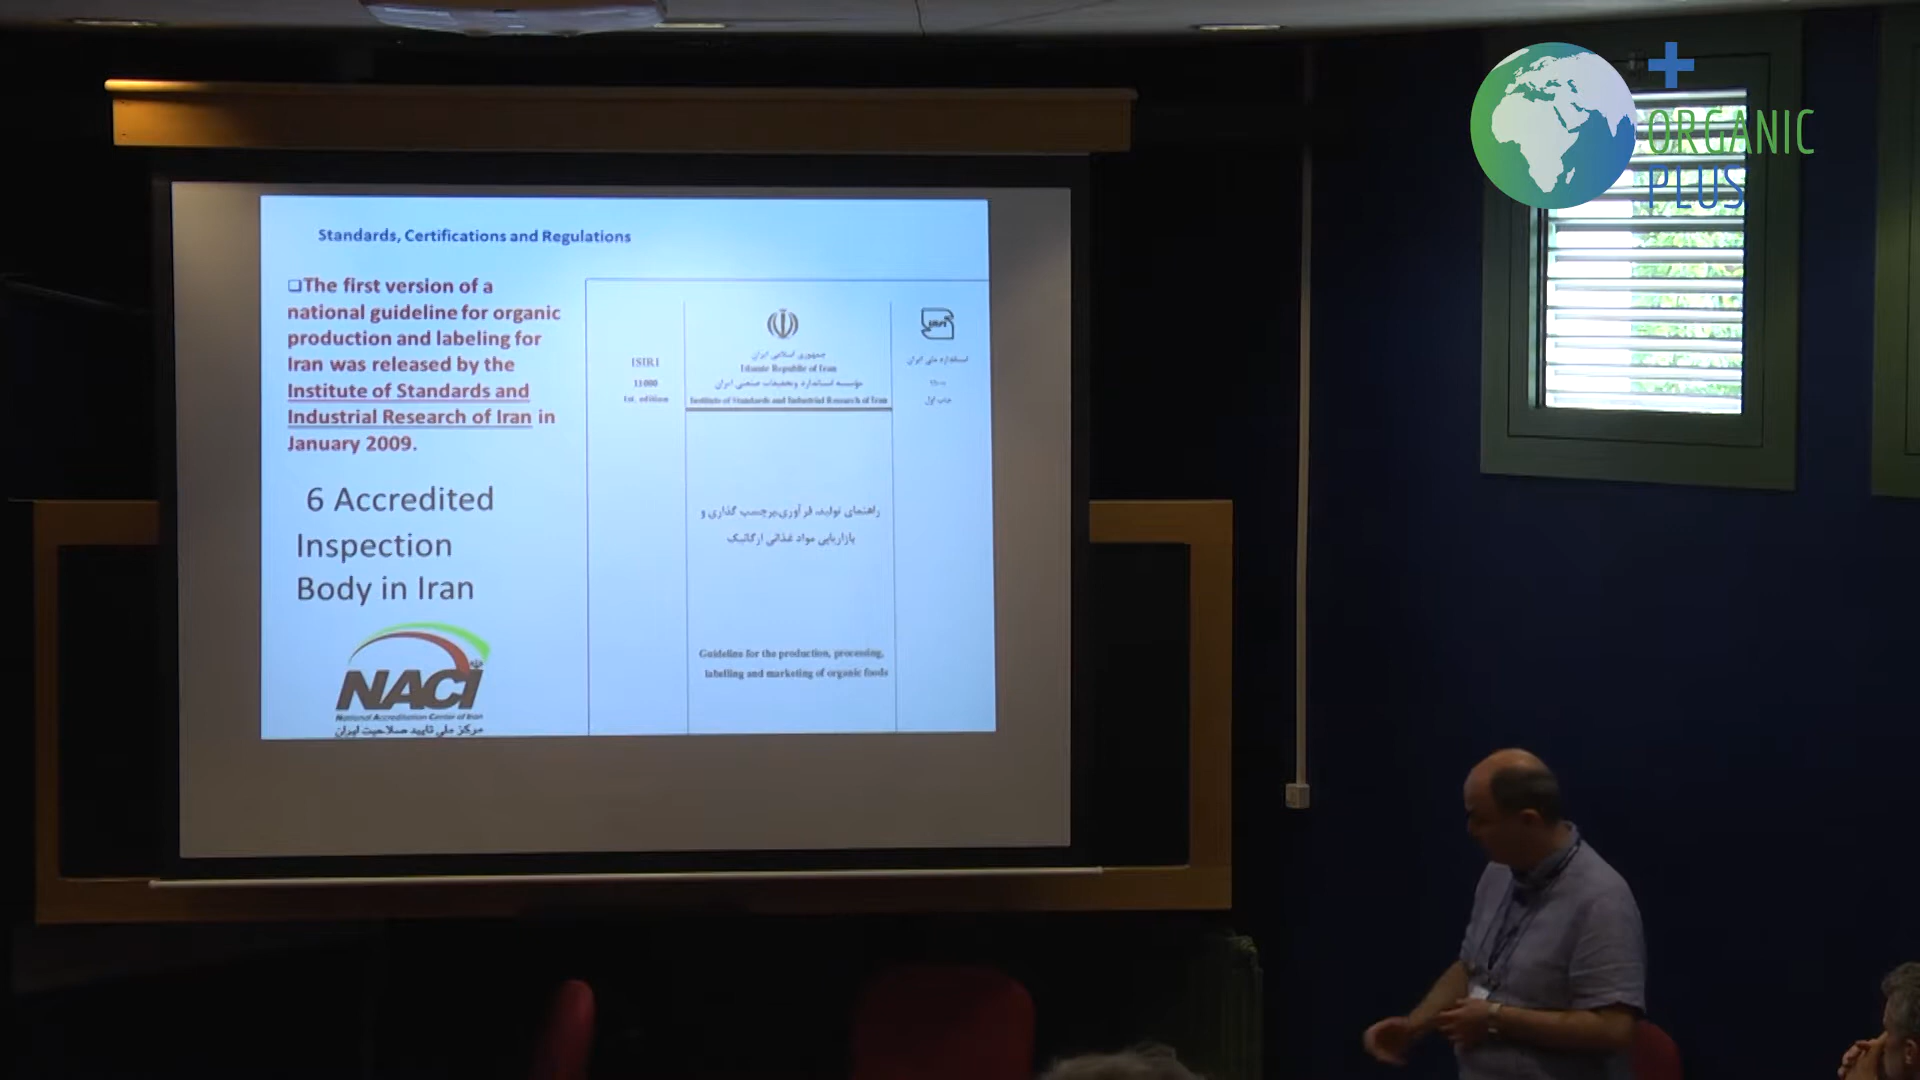 +
ORGANIC
PLUS
Standards, Certifications and Regulations
❑The first version of a
national guideline for organic
production and labeling for
Iran was released by the
Institute of Standards and
Industrial Research of Iran in
January 2009.
6 Accredited
Inspection
Body in Iran
NACI
National Accreditation Center of Iran
مرکز ملی تایید صلاحیت ایران
ISIRI
11000
1st. edition
جمهوری اسلامی ایران
Islamic Republic of Iran
مؤسسه استاندارد و تحقیقات صنعتی ایران
Institute of Standards and Industrial Research of Iran
استاندارد ملی ایران
چاپ اول
راهنمای تولید، فرآوری،برچسب گذاری و
بازاریابی مواد غذائی ارگانیک
Guideline for the production, processing,
labelling and marketing of organic foods